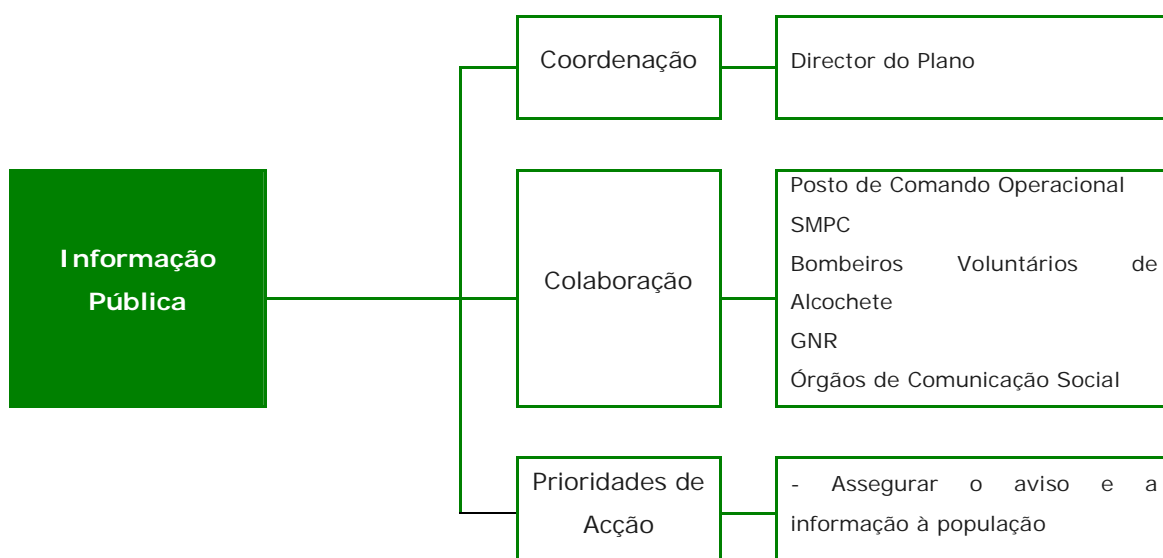 Coordenação
Director do Plano
Informação
Pública
Colaboração
Posto de Comando Operacional
SMPC
Bombeiros Voluntários de
Alcochete
GNR
Órgãos de Comunicação Social
Prioridades de
Acção
- Assegurar o aviso e a
informação à população